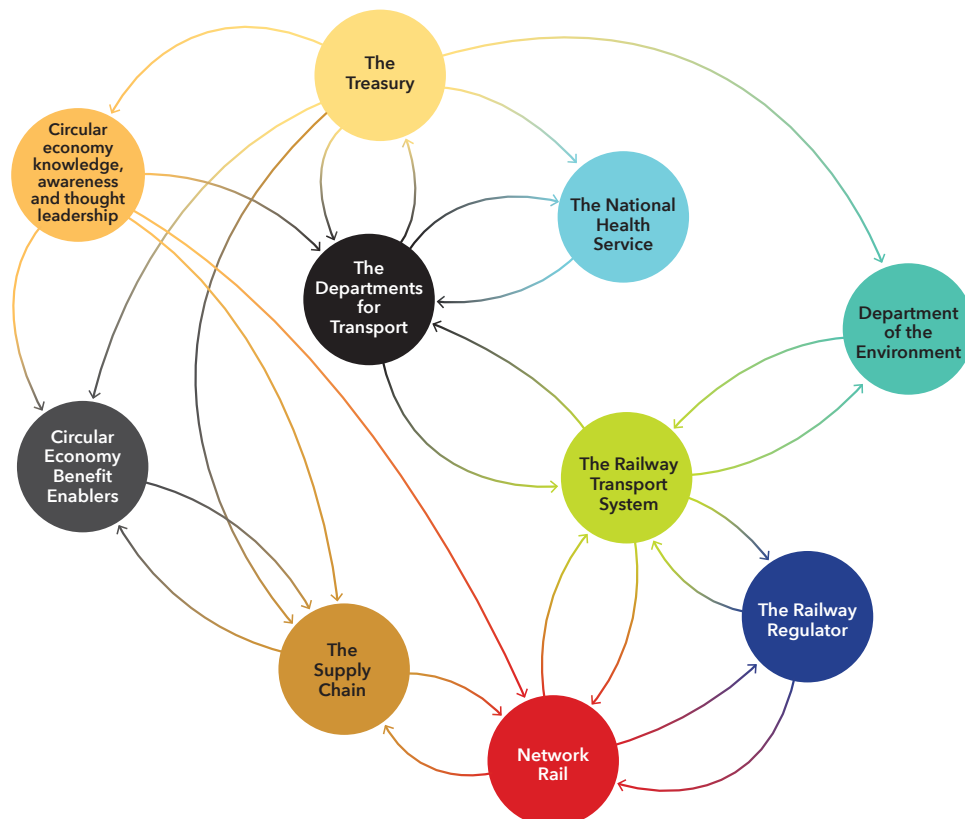 The
Treasury
Circular
economy
knowledge,
awareness
and thought
leadership
The National
Health
Service
The
Departments
for
Transport
Department
of the
Environment
Circular
Economy
Benefit
Enablers
The Railway
Transport
System
The Railway
Regulator
The
Supply
Chain
Network
Rail